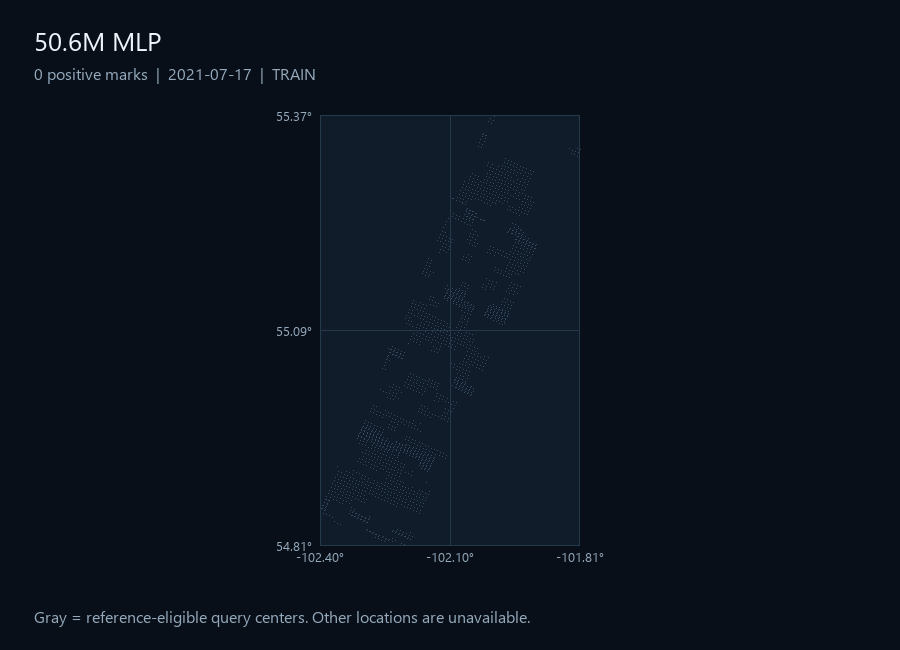 50.6M MLP
0 positive marks | 2021-07-17 | TRAIN
55.37°
55.09°
54.81°
-102.40°
-102.10°
-101.81°
Gray = reference-eligible query centers. Other locations are unavailable.